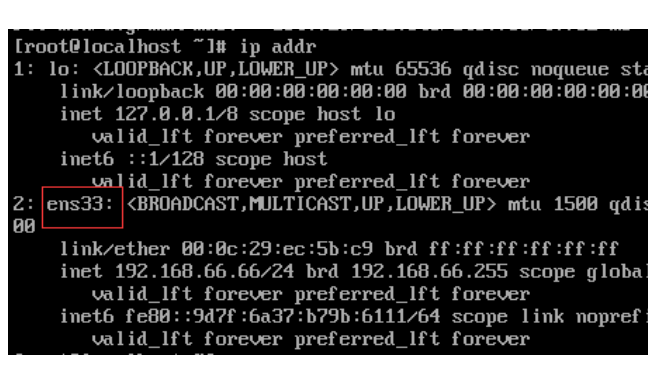 [root@localhost ~]# ip addr
1: lo: <LOOPBACK,UP,LOWER_UP> mtu 65536 qdisc noqueue sta
link/loopback 00:00:00:00:00:00 brd 00:00:00:00:00:00
inet 127.0.0.1/8 scope host lo
valid_lft forever preferred_lft forever
inet6 ::1/128 scope host
valid_lft forever preferred_lft forever
2: ens33: <BROADCAST,MULTICAST,UP,LOWER_UP> mtu 1500 qdis
00
link/ether 00:0c:29:ec:5b:c9 brd ff:ff:ff:ff:ff:ff
inet 192.168.66.66/24 brd 192.168.66.255 scope global
valid_lft forever preferred_lft forever
inet6 fe80::9d7f:6a37:b79b:6111/64 scope link noprefi
valid_lft forever preferred_lft forever